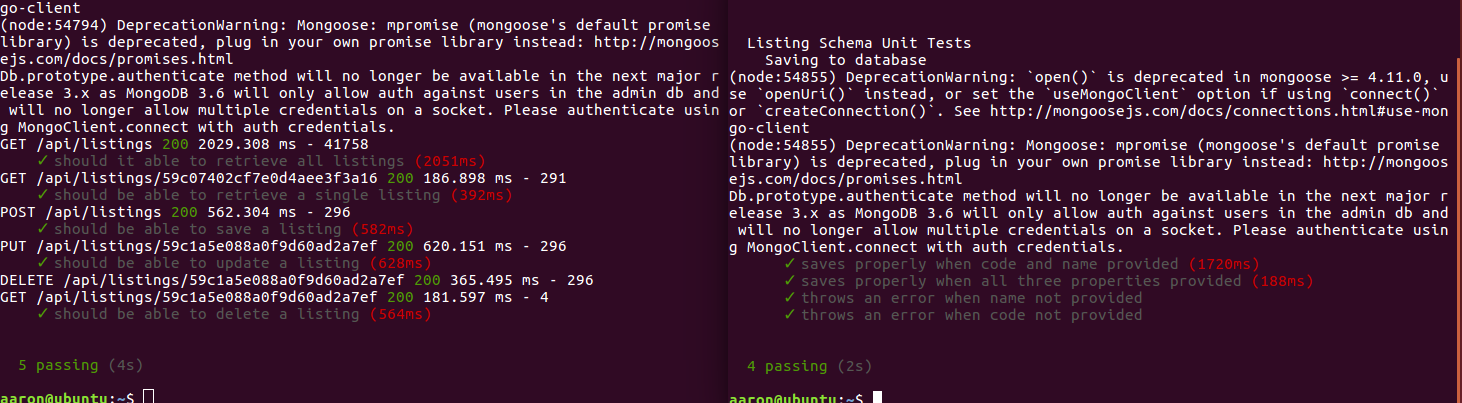 go-client
(node:54794) DeprecationWarning: Mongoose: mpromise (mongoose's default promise
library) is deprecated, plug in your own promise library instead: http://mongoos
ejs.com/docs/promises.html
Db.prototype.authenticate method will no longer be available in the next major r
elease 3.x as MongoDB 3.6 will only allow auth against users in the admin db and
 will no longer allow multiple credentials on a socket. Please authenticate usin
g MongoClient.connect with auth credentials.
GET /api/listings 200 2029.308 ms - 41758
    ✓ should it able to retrieve all listings (2051ms)
GET /api/listings/59c07402cf7e0d4aee3f3a16 200 186.898 ms - 291
    ✓ should be able to retrieve a single listing (392ms)
POST /api/listings 200 562.304 ms - 296
    ✓ should be able to save a listing (582ms)
PUT /api/listings/59c1a5e088a0f9d60ad2a7ef 200 620.151 ms - 296
    ✓ should be able to update a listing (628ms)
DELETE /api/listings/59c1a5e088a0f9d60ad2a7ef 200 365.495 ms - 296
GET /api/listings/59c1a5e088a0f9d60ad2a7ef 200 181.597 ms - 4
    ✓ should be able to delete a listing (564ms)
  5 passing (4s)
aaron@ubuntu:~$
  Listing Schema Unit Tests
    Saving to database
(node:54855) DeprecationWarning: `open()` is deprecated in mongoose >= 4.11.0, u
se `openUri()` instead, or set the `useMongoClient` option if using `connect()`
or `createConnection()`. See http://mongoosejs.com/docs/connections.html#use-mon
go-client
(node:54855) DeprecationWarning: Mongoose: mpromise (mongoose's default promise
library) is deprecated, plug in your own promise library instead: http://mongoos
ejs.com/docs/promises.html
Db.prototype.authenticate method will no longer be available in the next major r
elease 3.x as MongoDB 3.6 will only allow auth against users in the admin db and
 will no longer allow multiple credentials on a socket. Please authenticate usin
g MongoClient.connect with auth credentials.
      ✓ saves properly when code and name provided (1720ms)
      ✓ saves properly when all three properties provided (188ms)
      ✓ throws an error when name not provided
      ✓ throws an error when code not provided
  4 passing (2s)
aaron@ubuntu:~$